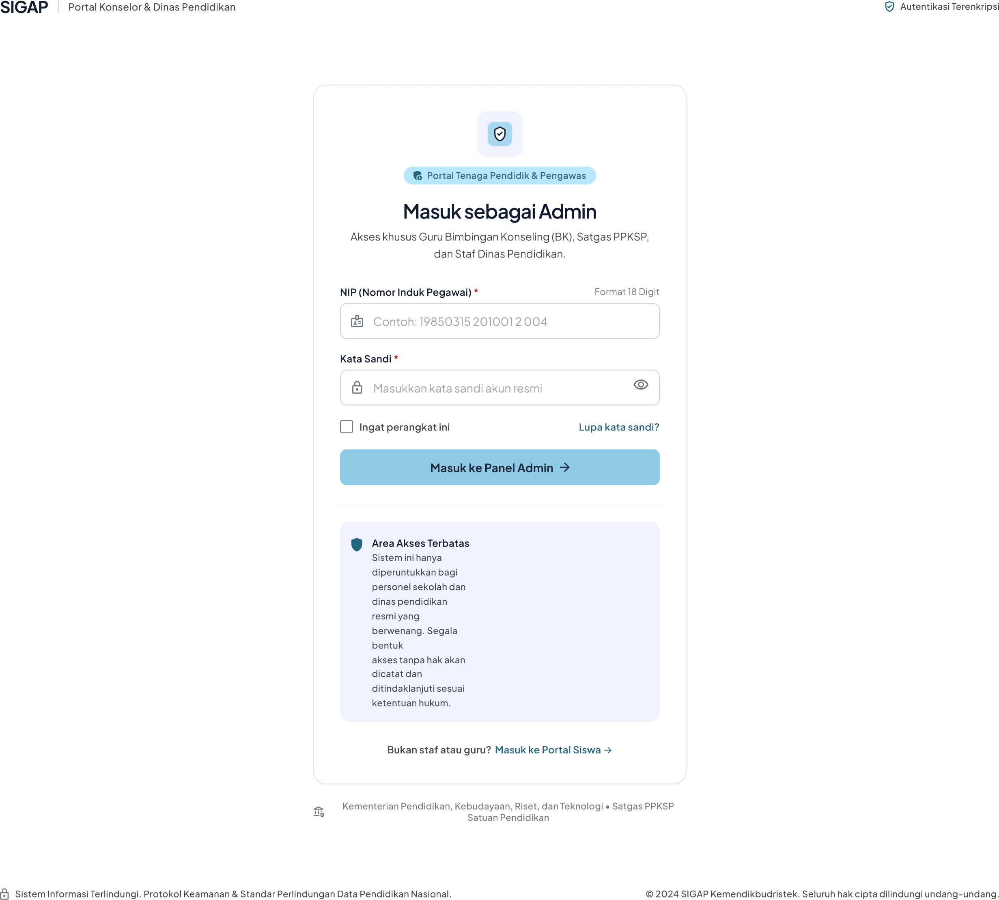 SIGAP
Portal Konselor & Dinas Pendidikan
Autentikasi Terenkripsi
Portal Tenaga Pendidik & Pengawas
Masuk sebagai Admin
Akses khusus Guru Bimbingan Konseling (BK), Satgas PPKSP,
dan Staf Dinas Pendidikan.
NIP (Nomor Induk Pegawai) *
Format 18 Digit
Contoh: 19850315 201001 2 004
Kata Sandi *
Masukkan kata sandi akun resmi
Ingat perangkat ini
Lupa kata sandi?
Masuk ke Panel Admin →
Area Akses Terbatas
Sistem ini hanya
diperuntukkan bagi
personel sekolah dan
dinas pendidikan
resmi yang
berwenang. Segala
bentuk
akses tanpa hak akan
dicatat dan
ditindaklanjuti sesuai
ketentuan hukum.
Bukan staf atau guru? Masuk ke Portal Siswa →
Kementerian Pendidikan, Kebudayaan, Riset, dan Teknologi • Satgas PPKSP
Satuan Pendidikan
Sistem Informasi Terlindungi. Protokol Keamanan & Standar Perlindungan Data Pendidikan Nasional.
© 2024 SIGAP Kemendikbudristek. Seluruh hak cipta dilindungi undang-undang.